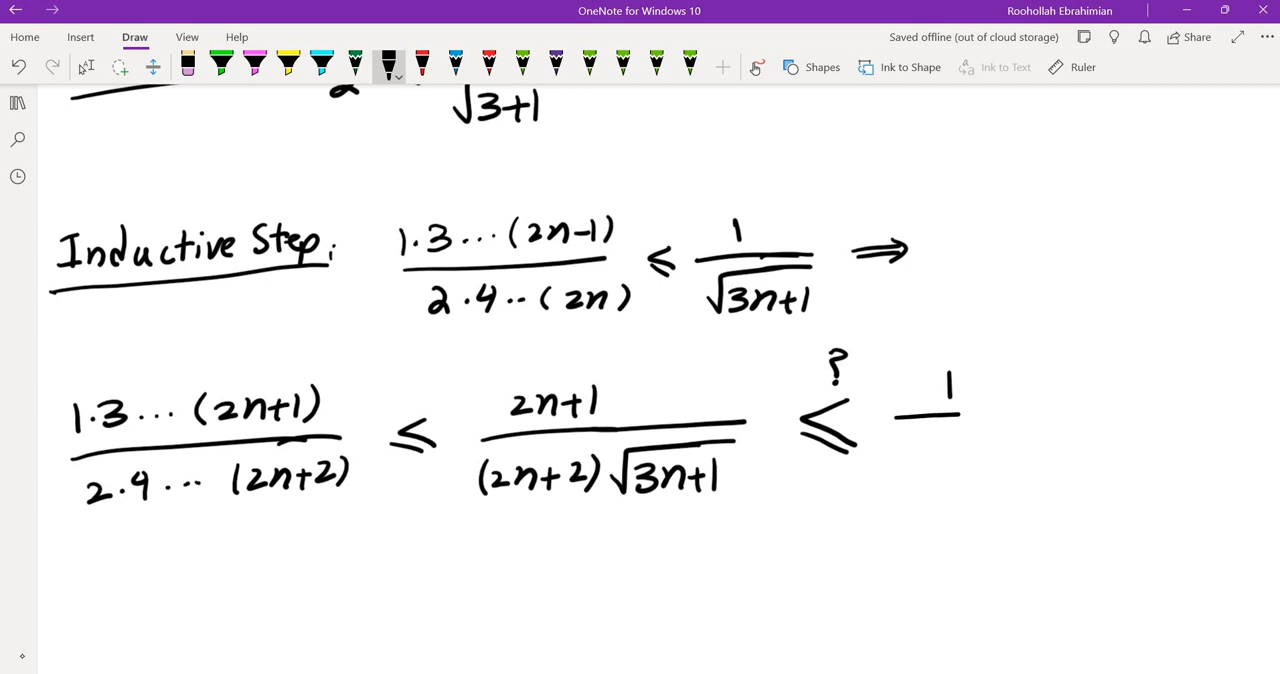 OneNote for Windows 10
Roohollah Ebrahimian
Home Insert Draw View Help
Saved offline (out of cloud storage) Share
Shapes Ink to Shape Ink to Text Ruler
2 √3+1
Inductive Step: 1·3···(2n-1) / 2·4··(2n) ≤ 1 / √3n+1 ⇒
1·3···(2n+1) / 2·4···(2n+2) ≤ 2n+1 / (2n+2)√3n+1 ≤? 1